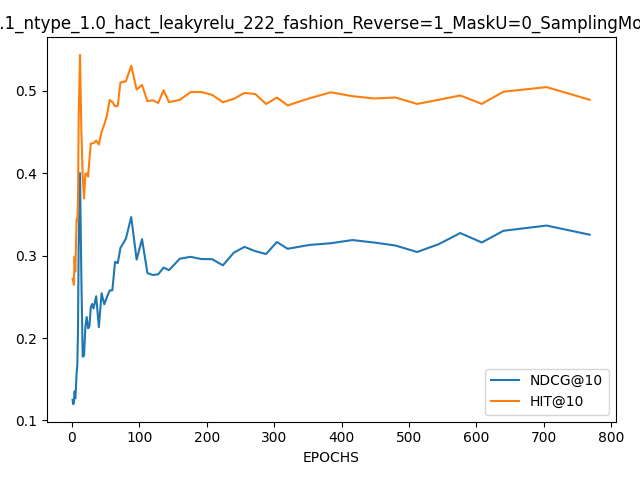 .1_ntype_1.0_hact_leakyrelu_222_fashion_Reverse=1_MaskU=0_SamplingMo
0.5
0.4
0.3
0.2
0.1
0 100 200 300 400 500 600 700 800
EPOCHS
NDCG@10
HIT@10